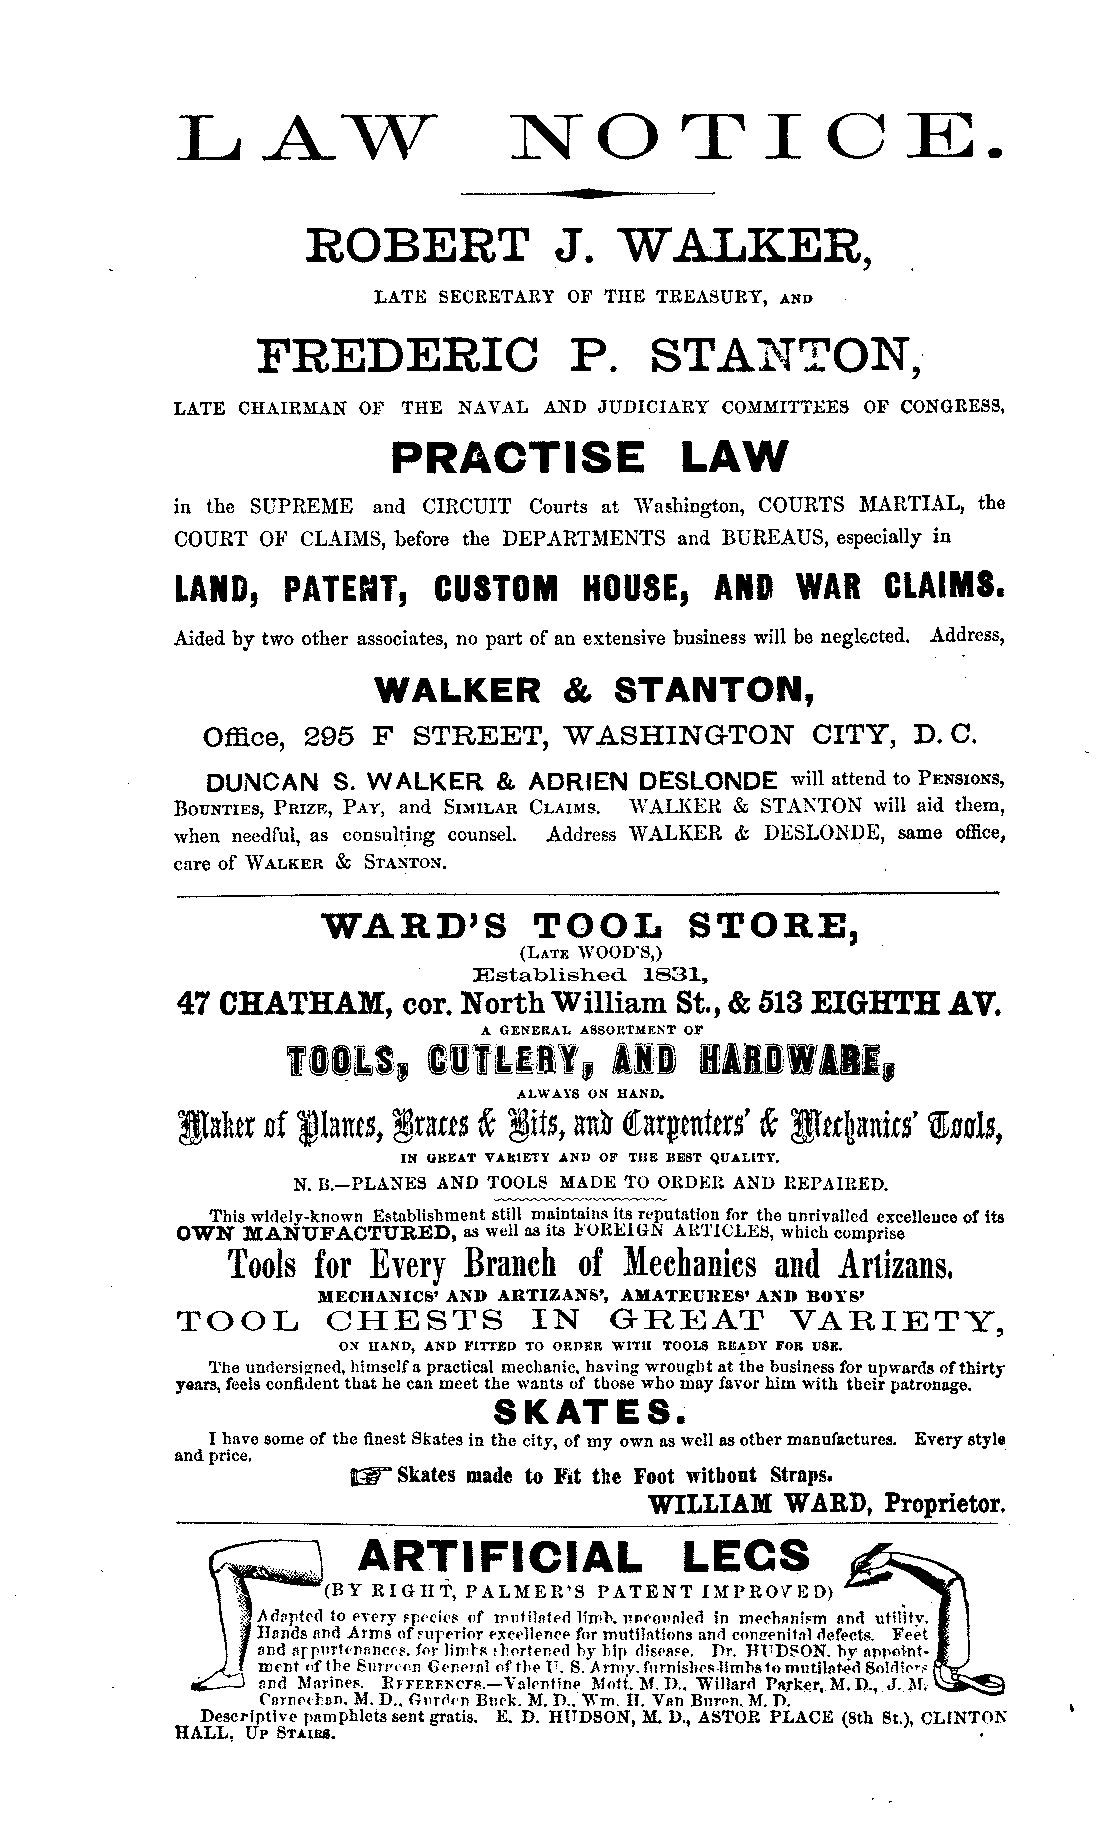 LAW NOTICE.
ROBERT J. WALKER,
LATE SECRETARY OF THE TREASURY, AND
FREDERIC P. STANTON,
LATE CHAIRMAN OF THE NAVAL AND JUDICIARY COMMITTEES OF CONGRESS,
PRACTISE LAW
in the SUPREME and CIRCUIT Courts at Washington, COURTS MARTIAL, the
COURT OF CLAIMS, before the DEPARTMENTS and BUREAUS, especially in
LAND, PATENT, CUSTOM HOUSE, AND WAR CLAIMS.
Aided by two other associates, no part of an extensive business will be neglected. Address,
WALKER & STANTON,
Office, 295 F STREET, WASHINGTON CITY, D. C.
DUNCAN S. WALKER & ADRIEN DESLONDE will attend to PENSIONS,
BOUNTIES, PRIZE, PAY, and SIMILAR CLAIMS. WALKER & STANTON will aid them,
when needful, as consulting counsel. Address WALKER & DESLONDE, same office,
care of WALKER & STANTON.
WARD'S TOOL STORE,
(LATE WOOD'S,)
Established 1831,
47 CHATHAM, cor. North William St., & 513 EIGHTH AV.
A GENERAL ASSORTMENT OF
TOOLS, CUTLERY, AND HARDWARE,
ALWAYS ON HAND.
Maker of Planes, Braces & Bits, and Carpenters' & Mechanics' Tools,
IN GREAT VARIETY AND OF THE BEST QUALITY.
N. B.—PLANES AND TOOLS MADE TO ORDER AND REPAIRED.
This widely-known Establishment still maintains its reputation for the unrivalled excellence of its
OWN MANUFACTURED, as well as its FOREIGN ARTICLES, which comprise
Tools for Every Branch of Mechanics and Artizans.
MECHANICS' AND ARTIZANS', AMATEURES' AND BOYS'
TOOL CHESTS IN GREAT VARIETY,
ON HAND, AND FITTED TO ORDER WITH TOOLS READY FOR USE.
The undersigned, himself a practical mechanic, having wrought at the business for upwards of thirty
years, feels confident that he can meet the wants of those who may favor him with their patronage.
SKATES.
I have some of the finest Skates in the city, of my own as well as other manufactures. Every style
and price.
☞ Skates made to Fit the Foot without Straps.
WILLIAM WARD, Proprietor.
ARTIFICIAL LEGS
(BY RIGHT, PALMER'S PATENT IMPROVED)
Adapted to every species of mutilated limb, unequaled in mechanism and utility.
Hands and Arms of superior excellence for mutilations and congenital defects. Feet
and appurtenances, for limbs shortened by hip disease. Dr. HUDSON, by appoint-
ment of the Surgeon General of the U. S. Army, furnishes limbs to mutilated Soldiers
and Marines. REFERENCES.—Valentine Mott, M. D., Willard Parker, M. D., J. M.
Carnochan, M. D., Gurden Buck, M. D., Wm. H. Van Buren, M. D.
Descriptive pamphlets sent gratis. E. D. HUDSON, M. D., ASTOR PLACE (8th St.), CLINTON
HALL, UP STAIRS.